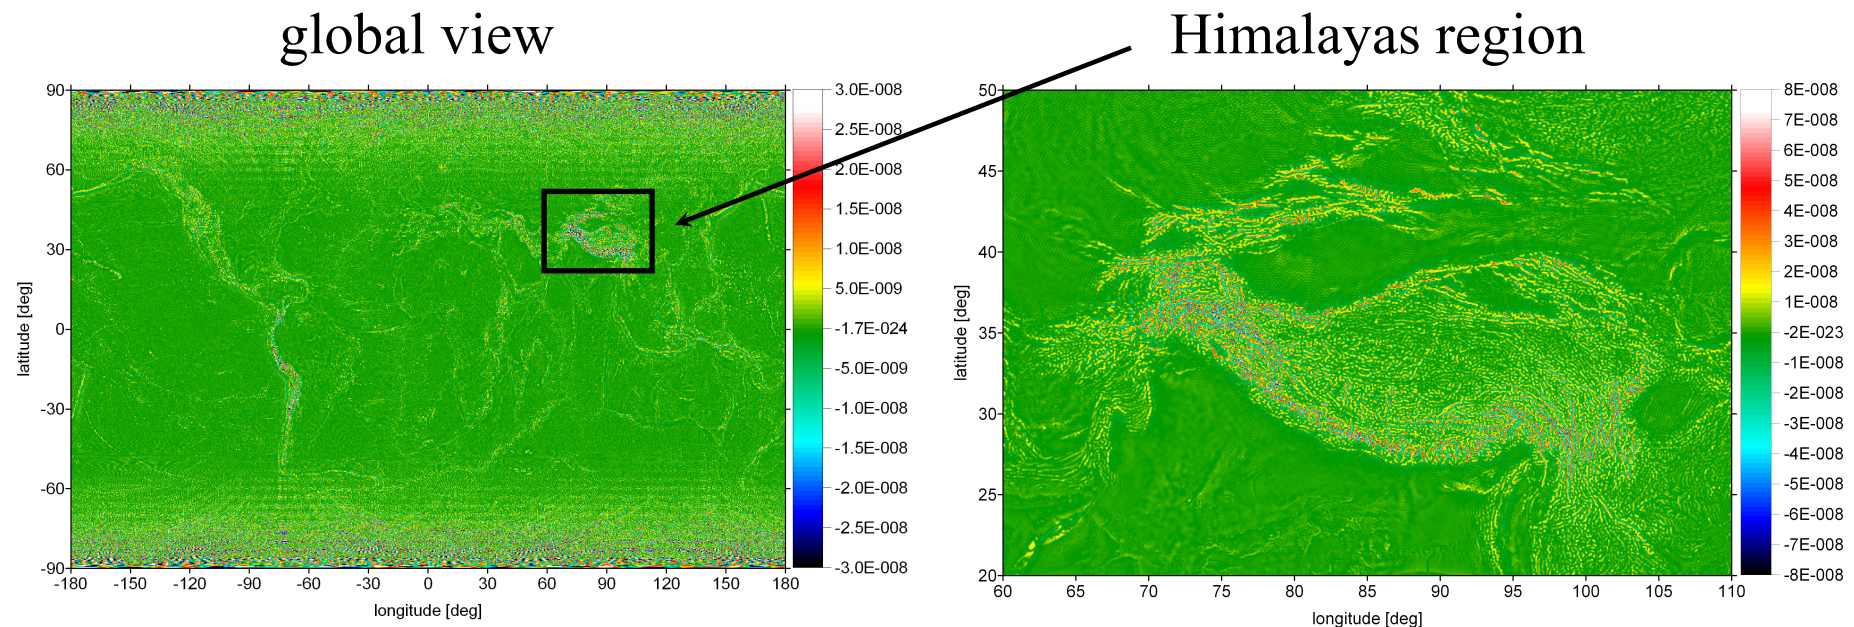 global view
Himalayas region
90
60
30
0
-30
-60
-90
latitude [deg]
-180 -150 -120 -90 -60 -30 0 30 60 90 120 150 180
longitude [deg]
3.0E-008
2.5E-008
2.0E-008
1.5E-008
1.0E-008
5.0E-009
-1.7E-024
-5.0E-009
-1.0E-008
-1.5E-008
-2.0E-008
-2.5E-008
-3.0E-008
50
45
40
35
30
25
20
latitude [deg]
60 65 70 75 80 85 90 95 100 105 110
longitude [deg]
8E-008
7E-008
6E-008
5E-008
4E-008
3E-008
2E-008
1E-008
-2E-023
-1E-008
-2E-008
-3E-008
-4E-008
-5E-008
-6E-008
-7E-008
-8E-008